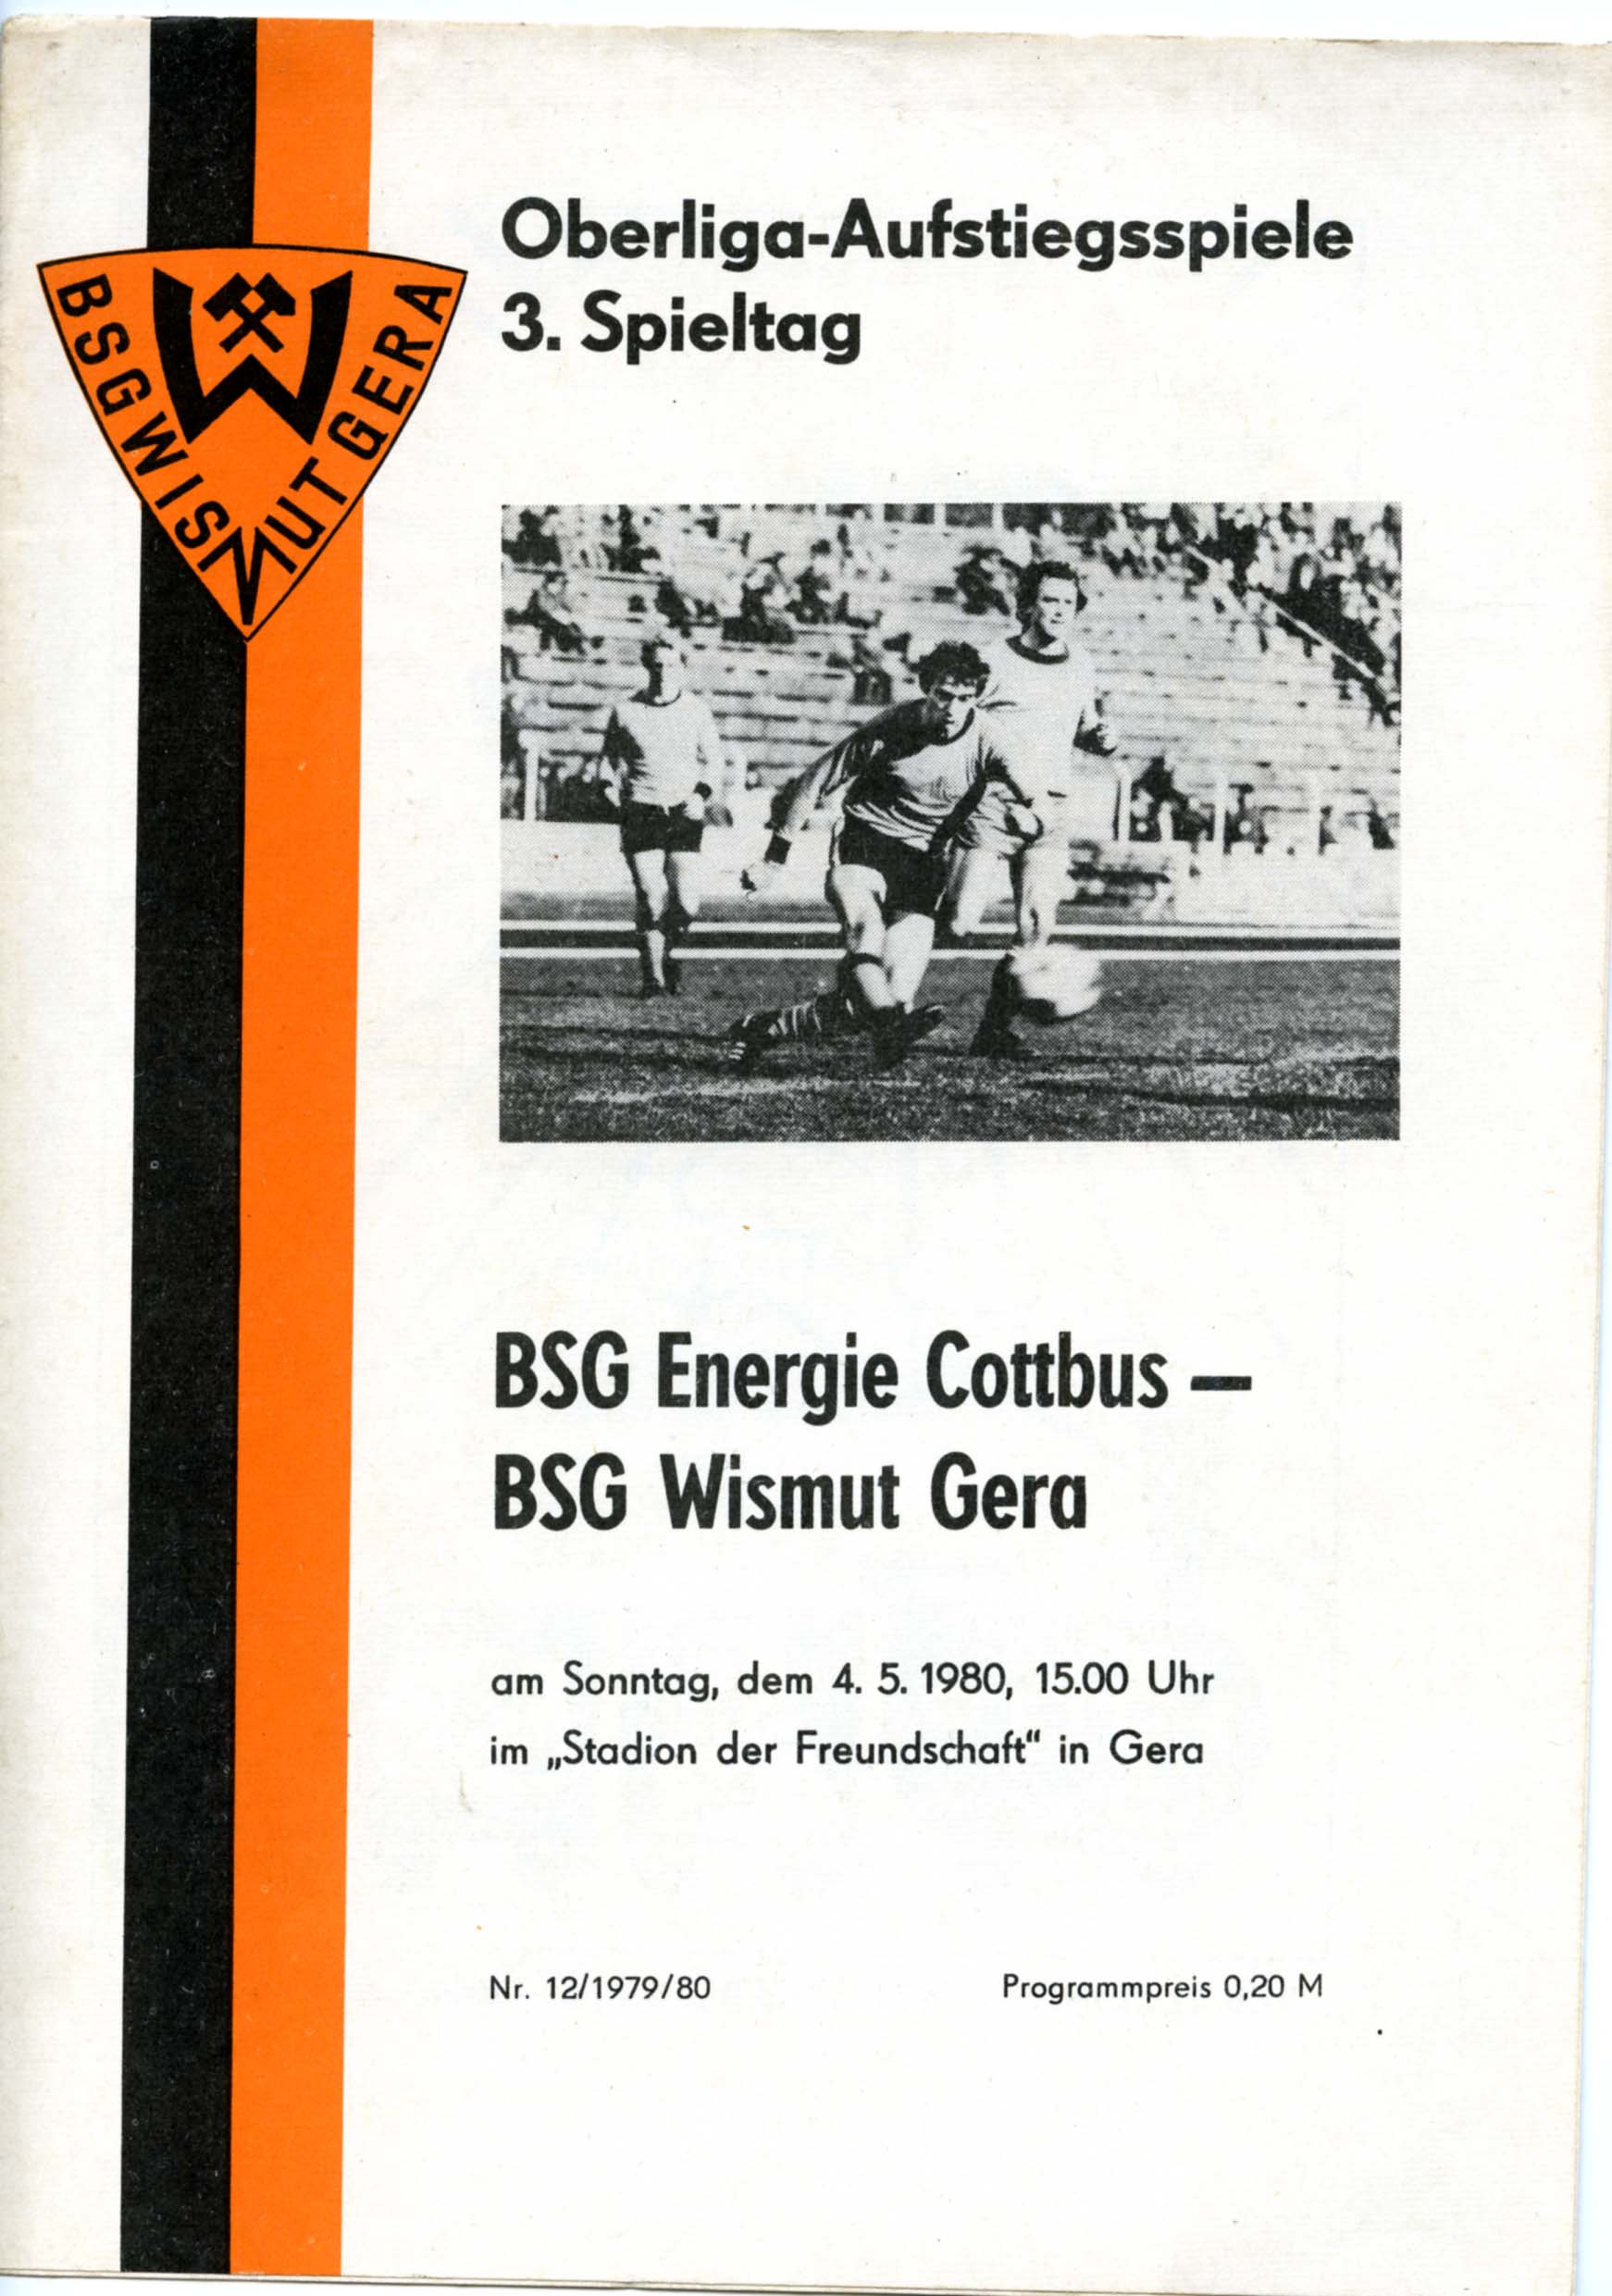 BSG WISMUT GERA
Oberliga-Aufstiegsspiele
3. Spieltag
BSG Energie Cottbus –
BSG Wismut Gera
am Sonntag, dem 4. 5. 1980, 15.00 Uhr
im „Stadion der Freundschaft“ in Gera
Nr. 12/1979/80
Programmpreis 0,20 M